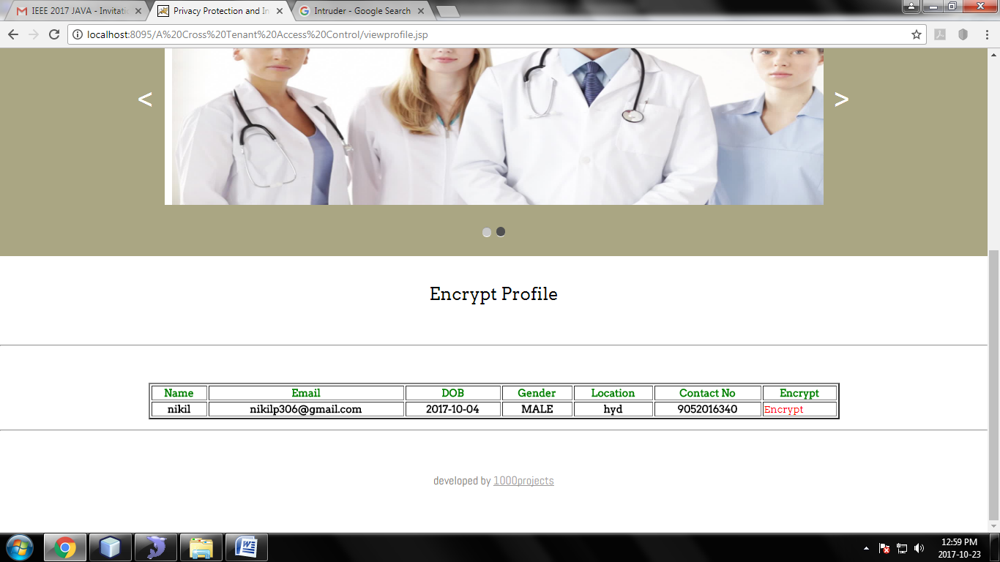 IEEE 2017 JAVA - Invitatio
Privacy Protection and In
Intruder - Google Search
localhost:8095/A%20Cross%20Tenant%20Access%20Control/viewprofile.jsp
< >
Encrypt Profile
Name Email DOB Gender Location Contact No Encrypt
nikil nikilp306@gmail.com 2017-10-04 MALE hyd 9052016340 Encrypt
developed by 1000projects
12:59 PM
2017-10-23